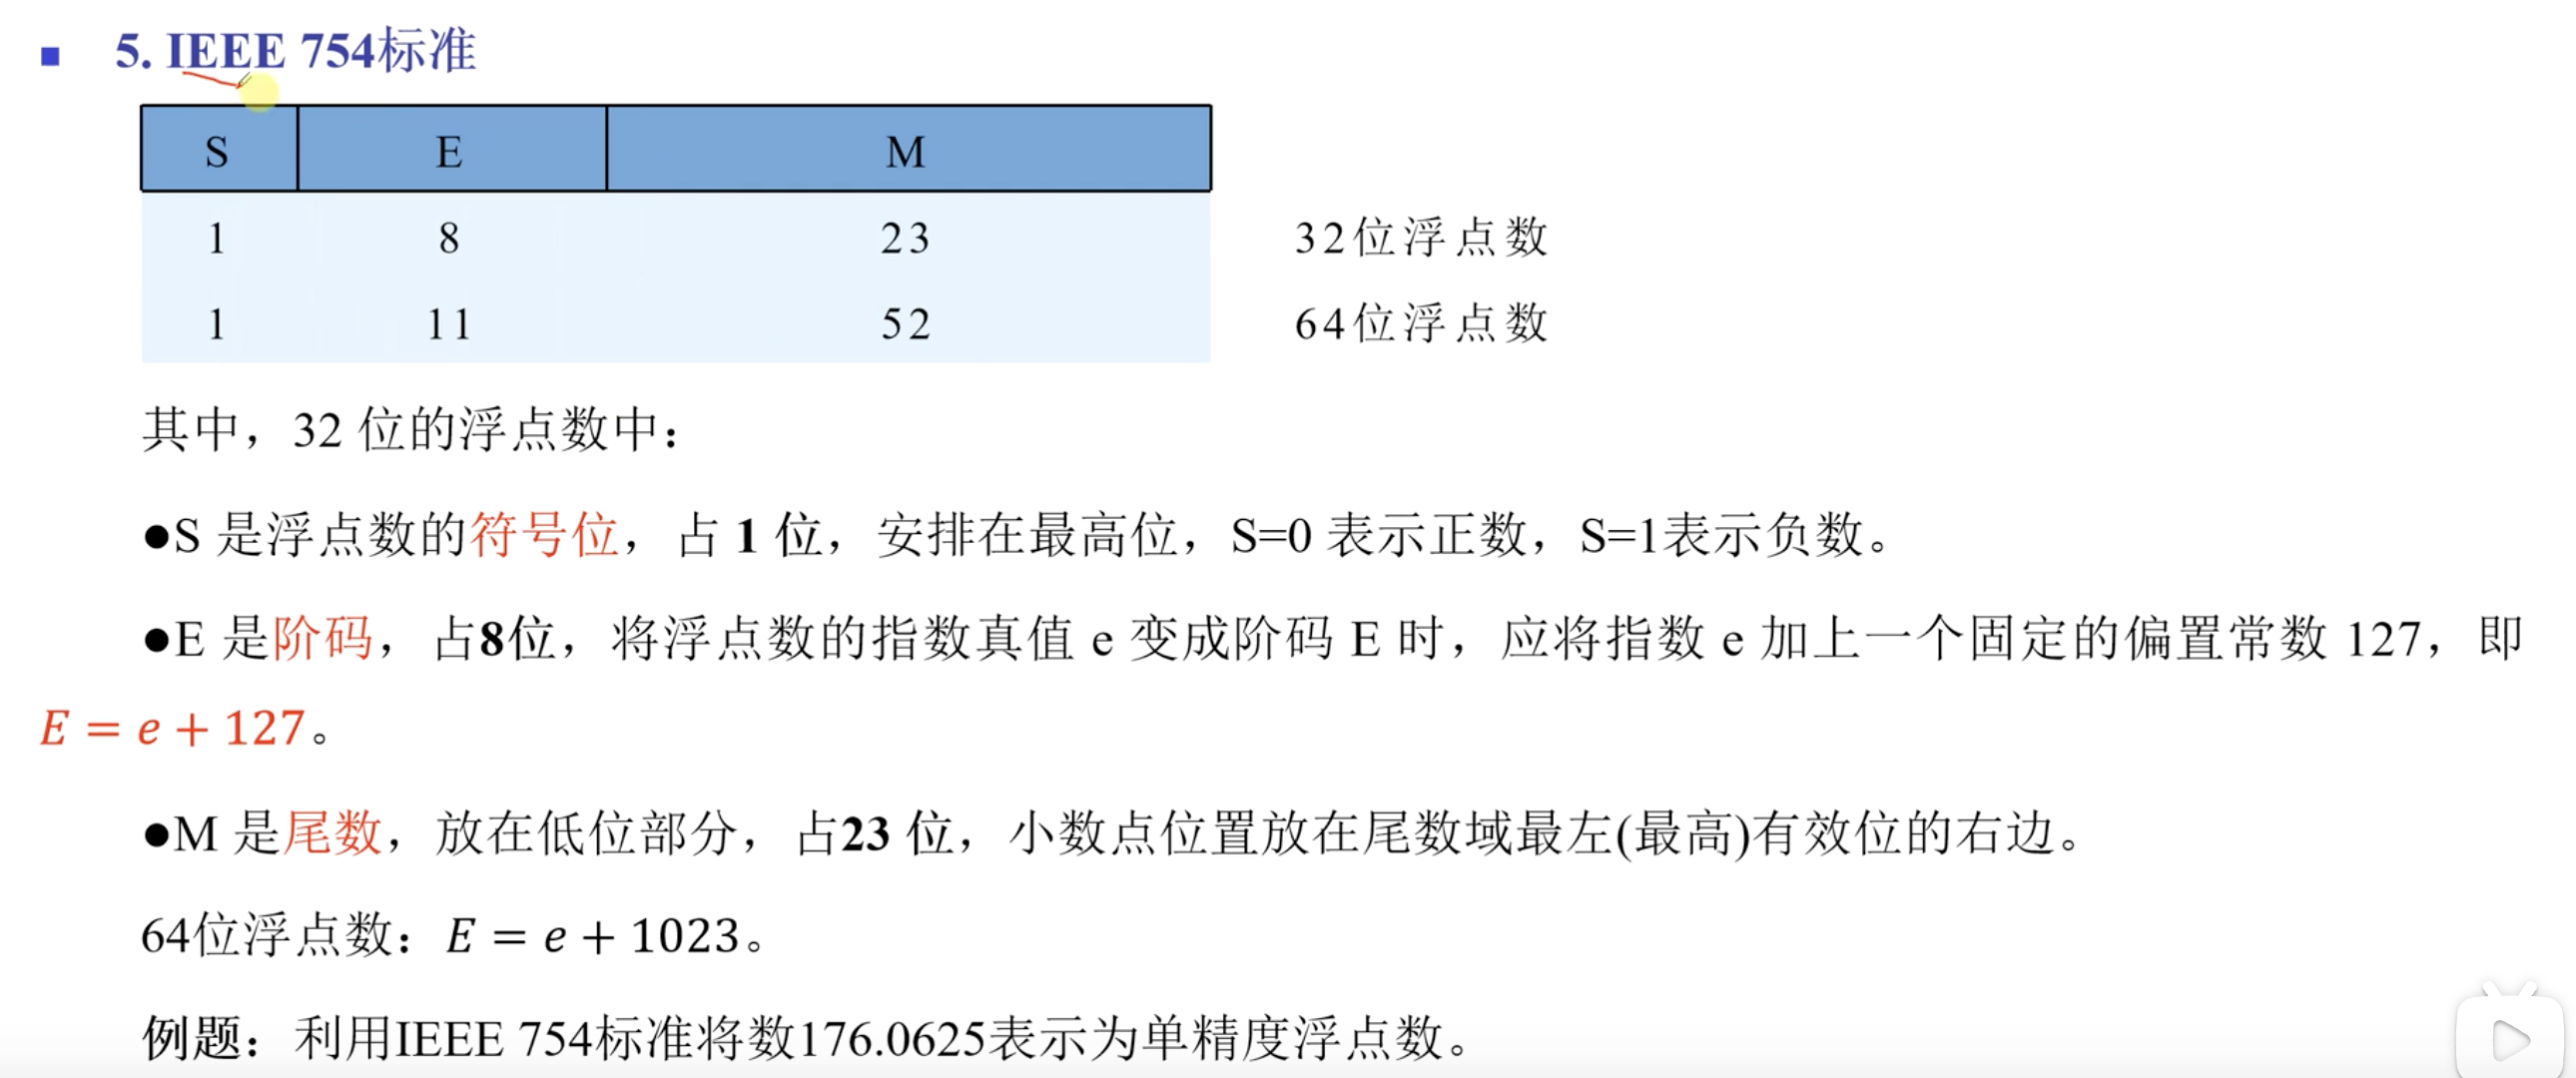 5. IEEE 754标准
S E M
1 8 23 32位浮点数
1 11 52 64位浮点数
其中，32 位的浮点数中：
●S 是浮点数的符号位，占 1 位，安排在最高位，S=0 表示正数，S=1表示负数。
●E 是阶码，占8位，将浮点数的指数真值 e 变成阶码 E 时，应将指数 e 加上一个固定的偏置常数 127，即
E = e + 127。
●M 是尾数，放在低位部分，占23 位，小数点位置放在尾数域最左(最高)有效位的右边。
64位浮点数：E = e + 1023。
例题：利用IEEE 754标准将数176.0625表示为单精度浮点数。